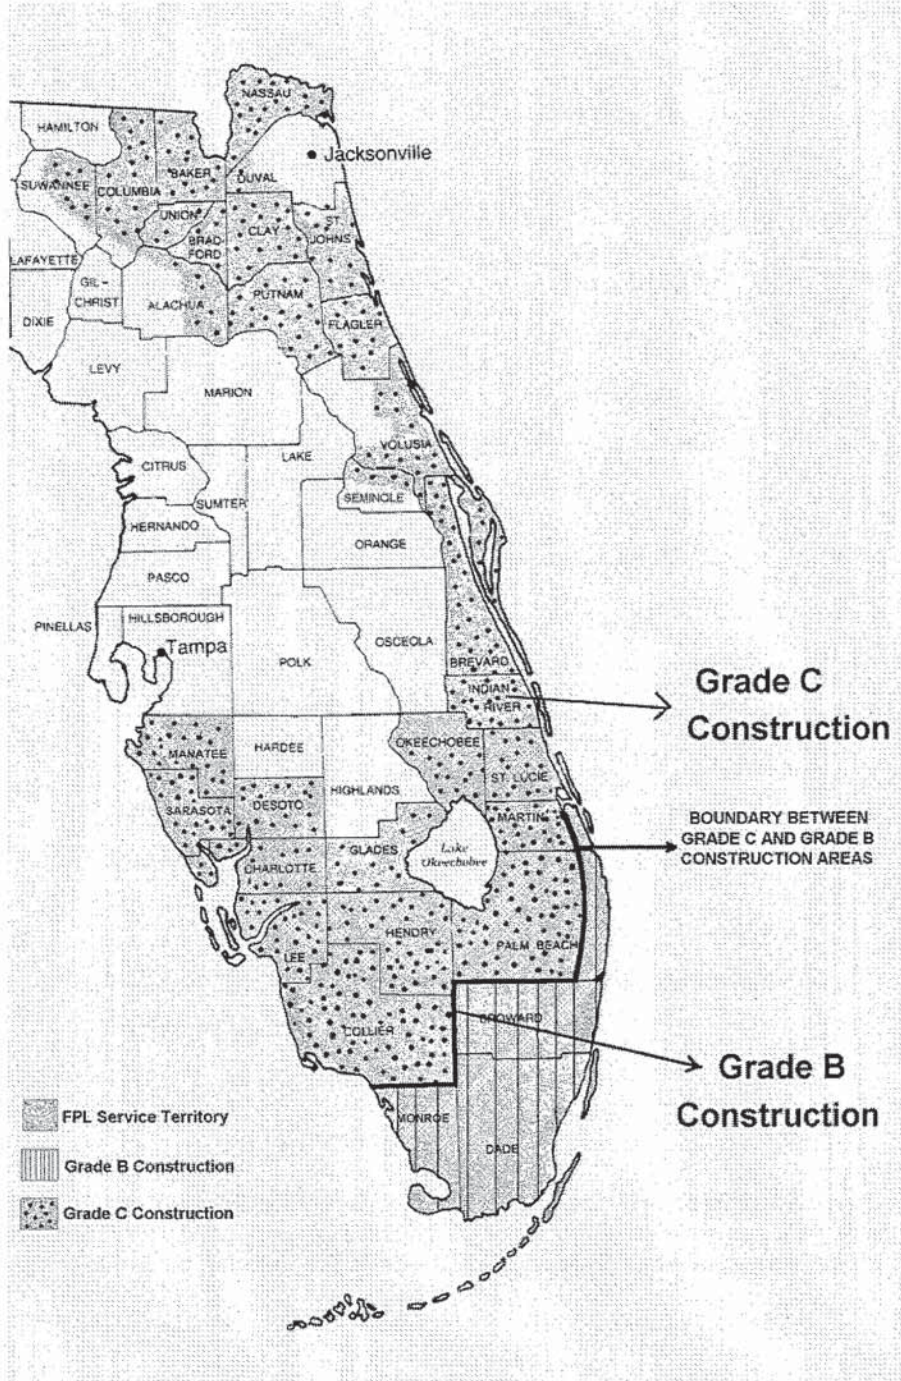 NASSAU
HAMILTON
Jacksonville
BAKER
DUVAL
SUWANNEE
COLUMBIA
UNION
ST.
JOHNS
CLAY
BRAD-
FORD
LAFAYETTE
GIL-
CHRIST
ALACHUA
PUTNAM
DIXIE
FLAGLER
LEVY
MARION
VOLUSIA
LAKE
CITRUS
SEMINOLE
SUMTER
HERNANDO
ORANGE
PASCO
HILLSBOROUGH
PINELLAS
Tampa
OSCEOLA
POLK
BREVARD
INDIAN
RIVER
Grade C
Construction
MANATEE
HARDEE
OKEECHOBEE
ST. LUCIE
HIGHLANDS
SARASOTA
DESOTO
MARTIN
BOUNDARY BETWEEN
GRADE C AND GRADE B
CONSTRUCTION AREAS
GLADES
Lake
Okeechobee
CHARLOTTE
HENDRY
PALM BEACH
LEE
BROWARD
COLLIER
Grade B
Construction
MONROE
DADE
FPL Service Territory
Grade B Construction
Grade C Construction